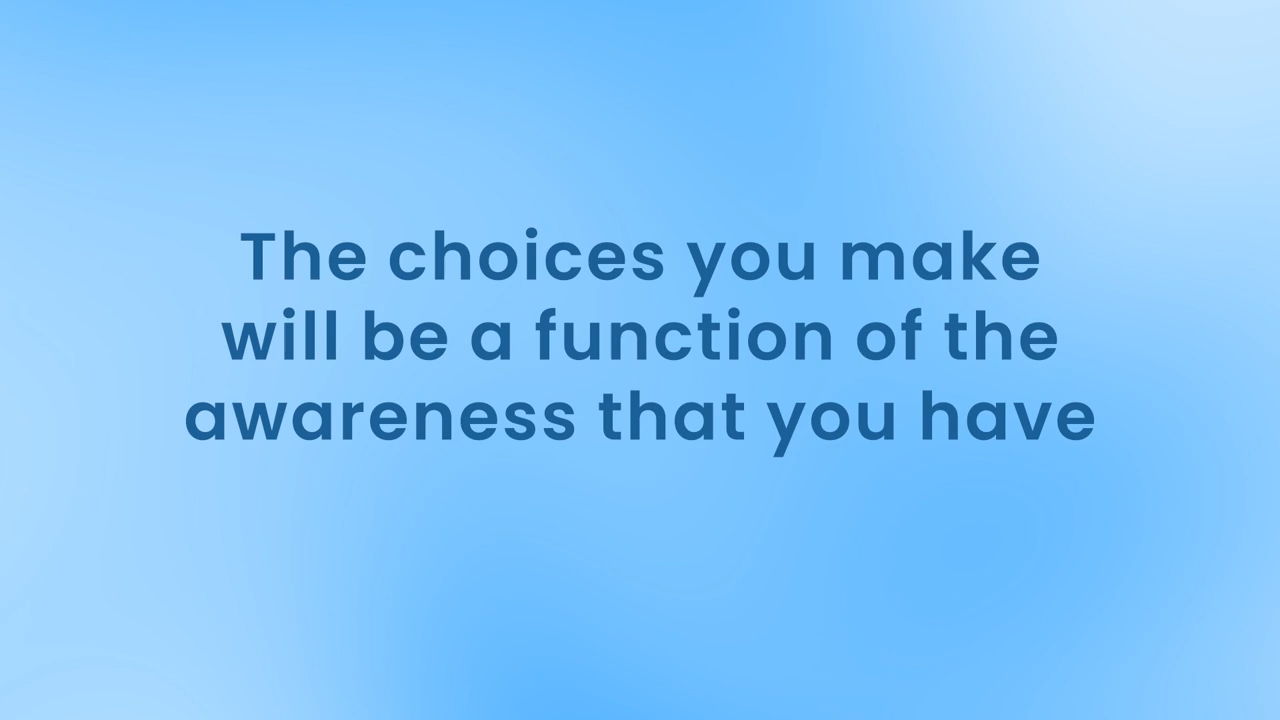 The choices you make
will be a function of the
awareness that you have